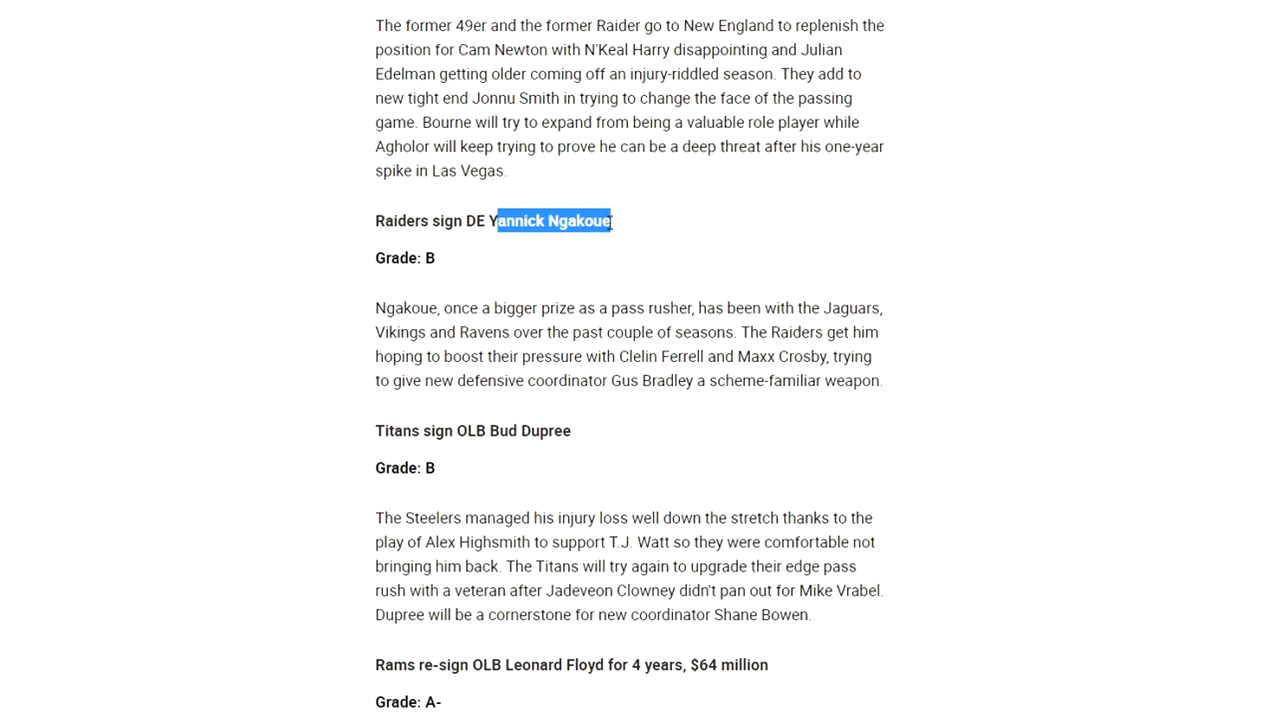 The former 49er and the former Raider go to New England to replenish the
position for Cam Newton with N'Keal Harry disappointing and Julian
Edelman getting older coming off an injury-riddled season. They add to
new tight end Jonnu Smith in trying to change the face of the passing
game. Bourne will try to expand from being a valuable role player while
Agholor will keep trying to prove he can be a deep threat after his one-year
spike in Las Vegas.
Raiders sign DE Yannick Ngakoue
Grade: B
Ngakoue, once a bigger prize as a pass rusher, has been with the Jaguars,
Vikings and Ravens over the past couple of seasons. The Raiders get him
hoping to boost their pressure with Clelin Ferrell and Maxx Crosby, trying
to give new defensive coordinator Gus Bradley a scheme-familiar weapon.
Titans sign OLB Bud Dupree
Grade: B
The Steelers managed his injury loss well down the stretch thanks to the
play of Alex Highsmith to support T.J. Watt so they were comfortable not
bringing him back. The Titans will try again to upgrade their edge pass
rush with a veteran after Jadeveon Clowney didn't pan out for Mike Vrabel.
Dupree will be a cornerstone for new coordinator Shane Bowen.
Rams re-sign OLB Leonard Floyd for 4 years, $64 million
Grade: A-